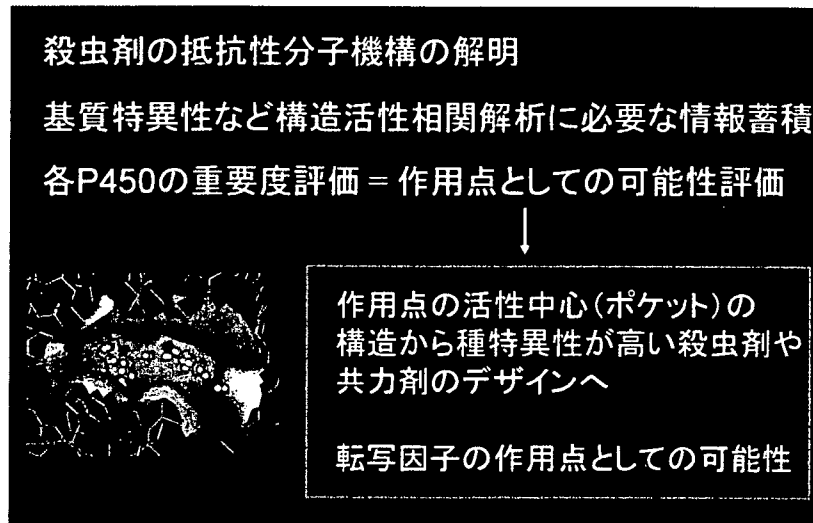 殺虫剤の抵抗性分子機構の解明
基質特異性など構造活性相関解析に必要な情報蓄積
各P450の重要度評価 = 作用点としての可能性評価
作用点の活性中心(ポケット)の
構造から種特異性が高い殺虫剤や
共力剤のデザインへ
転写因子の作用点としての可能性